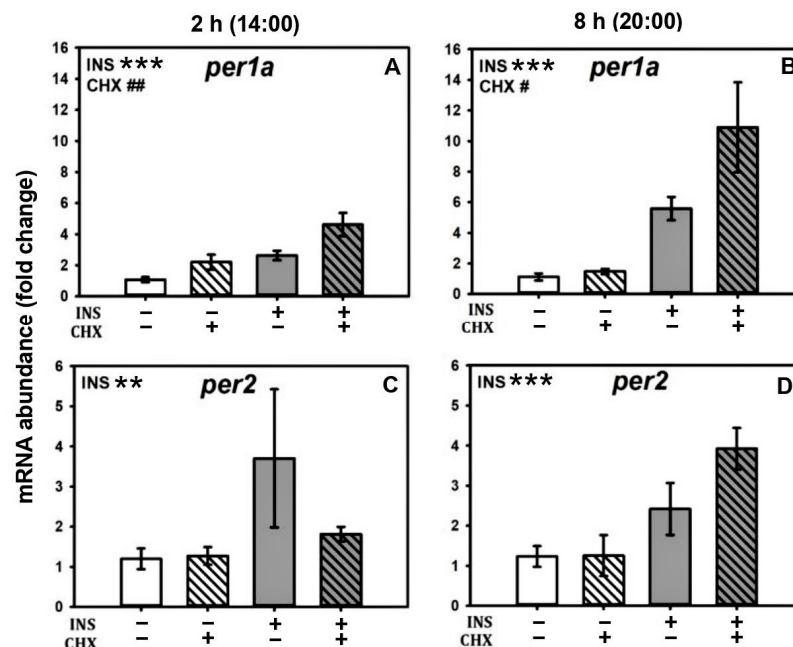 2 h (14:00)
8 h (20:00)
mRNA abundance (fold change)
16
14
12
10
8
6
4
2
0
INS ***
CHX ##
per1a
A
INS – – + +
CHX – + – +
16
14
12
10
8
6
4
2
0
INS ***
CHX #
per1a
B
– – + +
– + – +
6
5
4
3
2
1
0
INS **
per2
C
INS – – + +
CHX – + – +
6
5
4
3
2
1
0
INS ***
per2
D
INS – – + +
CHX – + – +